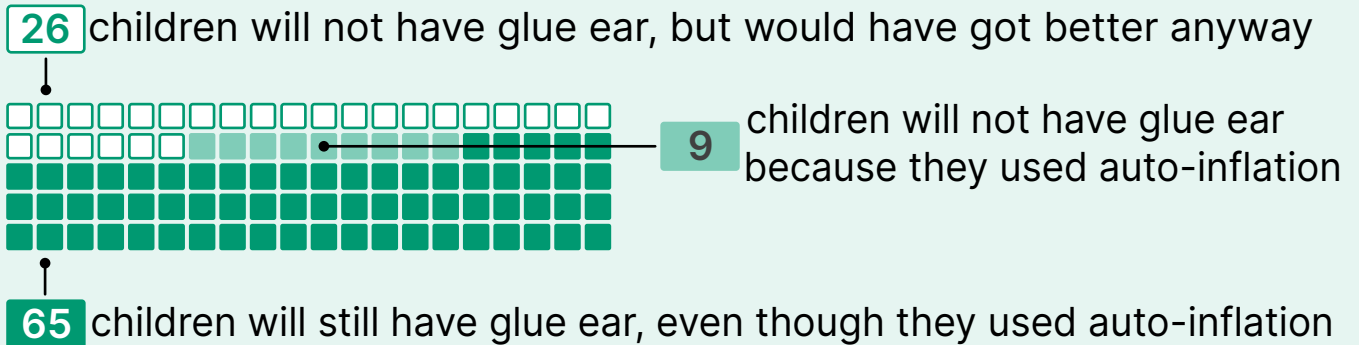 26 children will not have glue ear, but would have got better anyway
9 children will not have glue ear
because they used auto-inflation
65 children will still have glue ear, even though they used auto-inflation